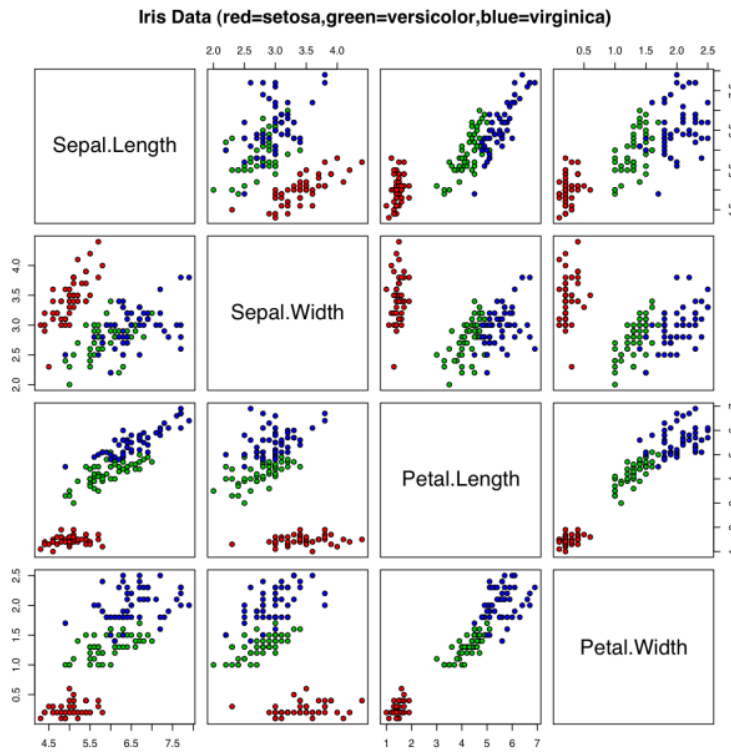 Iris Data (red=setosa,green=versicolor,blue=virginica)
2.0 2.5 3.0 3.5 4.0
0.5 1.0 1.5 2.0 2.5
Sepal.Length
2.0 2.5 3.0 3.5 4.0
Sepal.Width
Petal.Length
0.5 1.0 1.5 2.0 2.5
Petal.Width
4.5 5.5 6.5 7.5
1 2 3 4 5 6 7